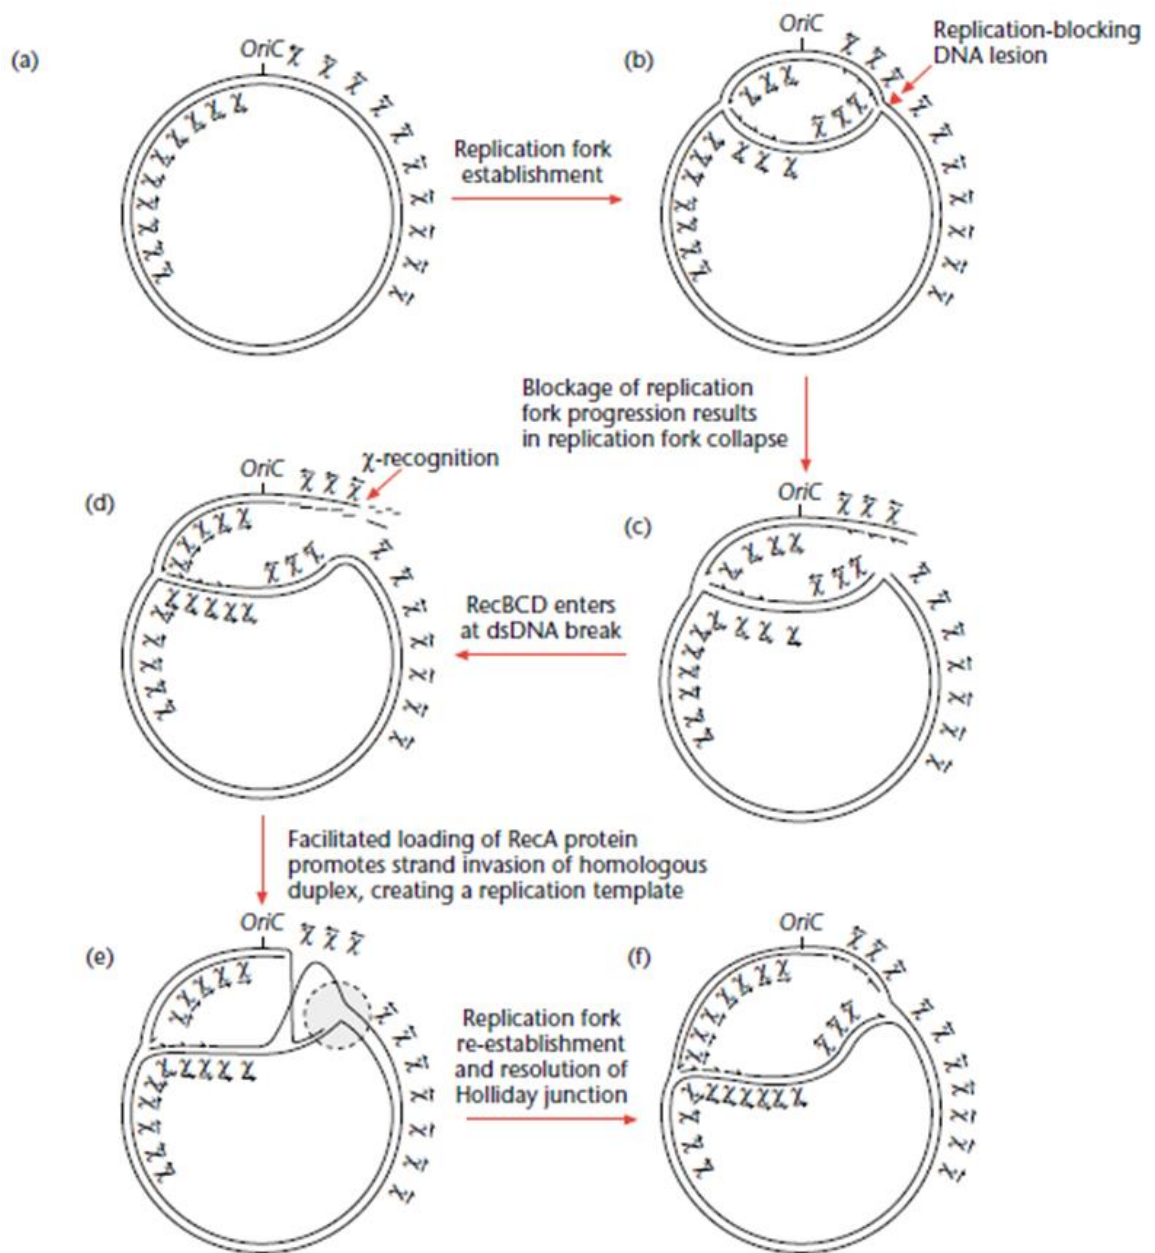 (a)
OriC
(b)
OriC
Replication-blocking
DNA lesion
Replication fork
establishment
Blockage of replication
fork progression results
in replication fork collapse
(d)
OriC
χ-recognition
(c)
OriC
RecBCD enters
at dsDNA break
Facilitated loading of RecA protein
promotes strand invasion of homologous
duplex, creating a replication template
(e)
OriC
(f)
OriC
Replication fork
re-establishment
and resolution of
Holliday junction